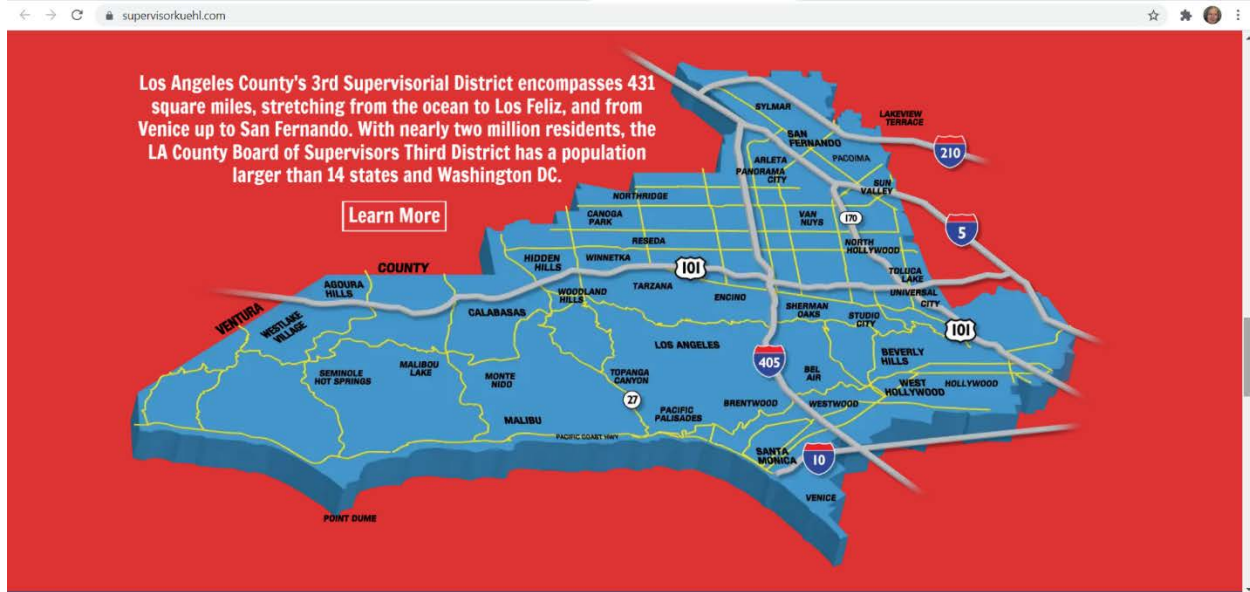 supervisorkuehl.com
Los Angeles County's 3rd Supervisorial District encompasses 431
square miles, stretching from the ocean to Los Feliz, and from
Venice up to San Fernando. With nearly two million residents, the
LA County Board of Supervisors Third District has a population
larger than 14 states and Washington DC.
Learn More
SYLMAR
LAKEVIEW
TERRACE
SAN
FERNANDO
210
ARLETA
PACOIMA
PANORAMA
CITY
SUN
VALLEY
NORTHRIDGE
CANOGA
PARK
VAN
NUYS
170
5
RESEDA
NORTH
HOLLYWOOD
HIDDEN
HILLS
WINNETKA
COUNTY
101
TOLUCA
LAKE
AGOURA
HILLS
WOODLAND
HILLS
TARZANA
ENCINO
UNIVERSAL
CITY
VENTURA
WESTLAKE
VILLAGE
CALABASAS
SHERMAN
OAKS
STUDIO
CITY
101
LOS ANGELES
BEVERLY
HILLS
405
MALIBOU
LAKE
SEMINOLE
HOT SPRINGS
MONTE
NIDO
TOPANGA
CANYON
BEL
AIR
WEST
HOLLYWOOD
HOLLYWOOD
27
BRENTWOOD
WESTWOOD
PACIFIC
PALISADES
MALIBU
PACIFIC COAST HWY
SANTA
MONICA
10
VENICE
POINT DUME